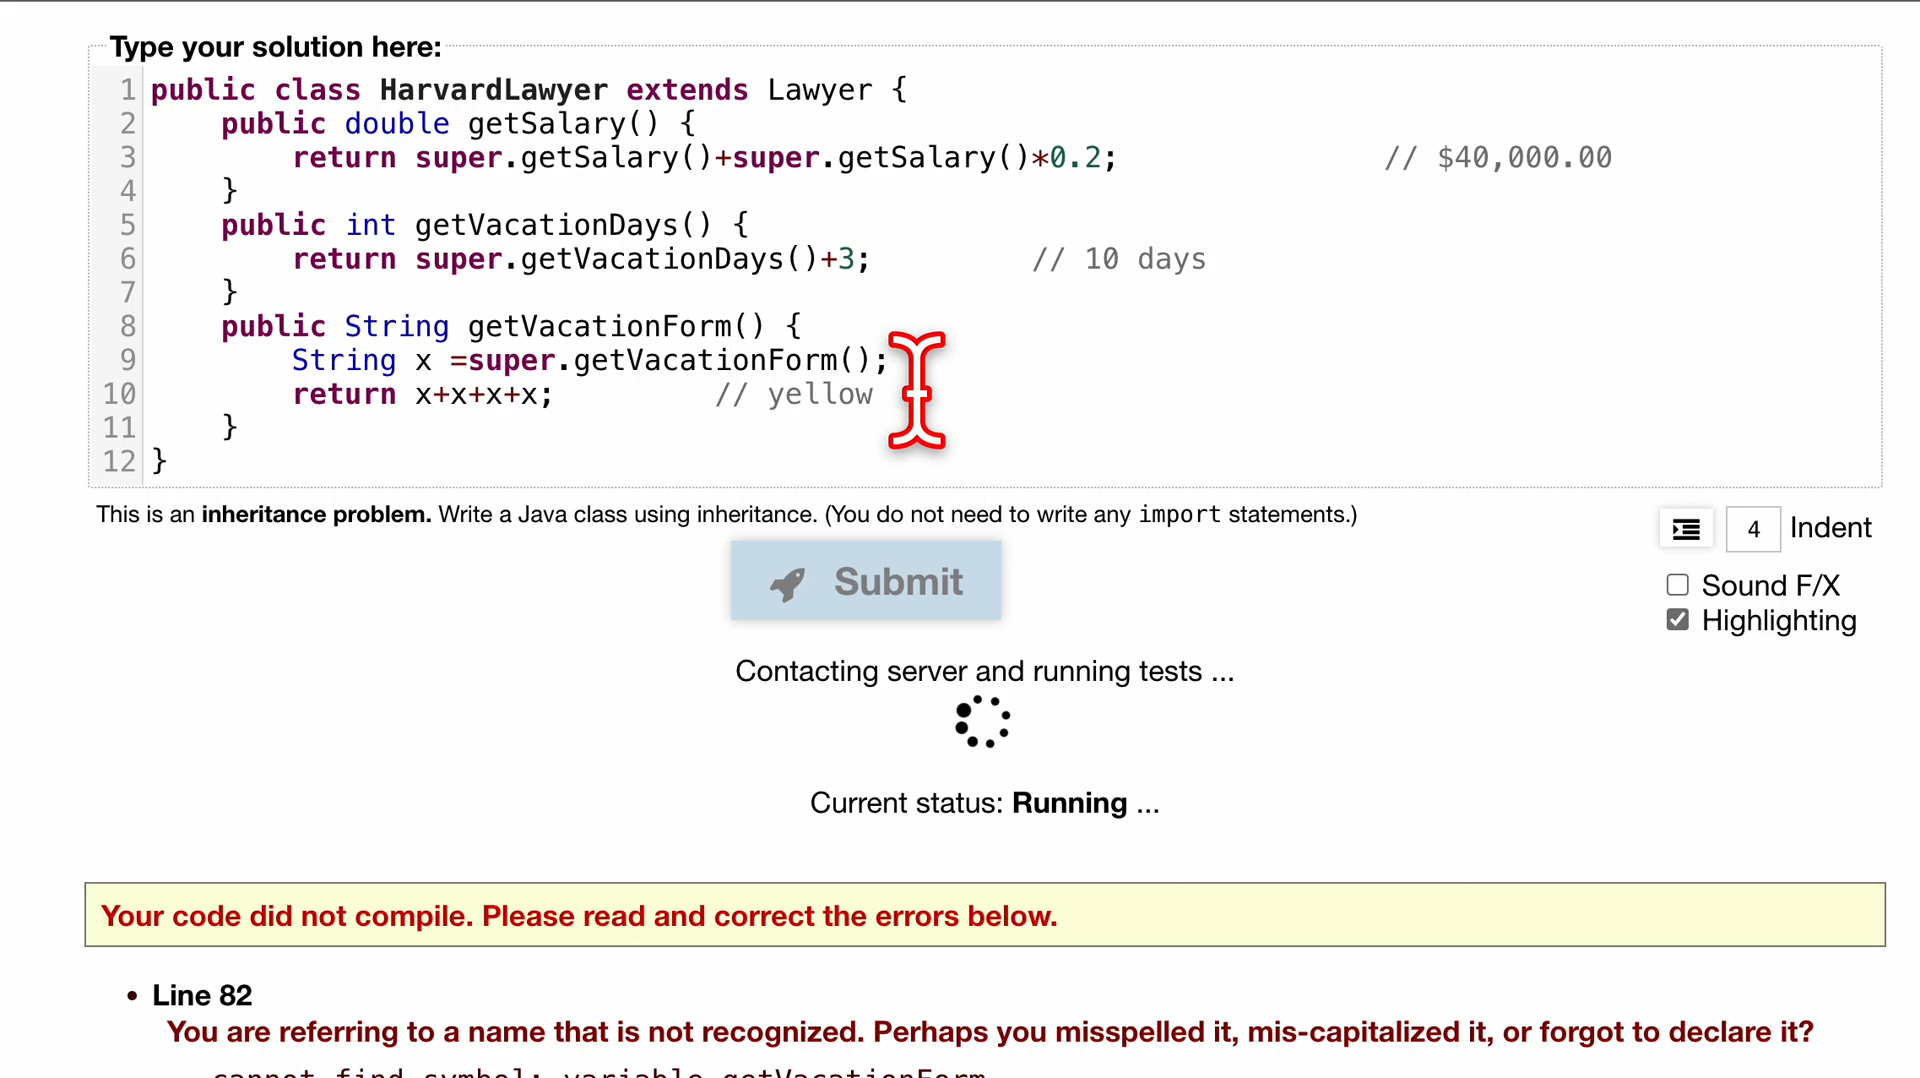 Type your solution here:
1 public class HarvardLawyer extends Lawyer {
2     public double getSalary() {
3         return super.getSalary()+super.getSalary()*0.2;               // $40,000.00
4     }
5     public int getVacationDays() {
6         return super.getVacationDays()+3;         // 10 days
7     }
8     public String getVacationForm() {
9         String x =super.getVacationForm();
10         return x+x+x+x;         // yellow
11     }
12 }
This is an inheritance problem. Write a Java class using inheritance. (You do not need to write any import statements.)
4 Indent
Submit
Sound F/X
Highlighting
Contacting server and running tests ...
Current status: Running ...
Your code did not compile. Please read and correct the errors below.
• Line 82
You are referring to a name that is not recognized. Perhaps you misspelled it, mis-capitalized it, or forgot to declare it?
cannot find symbol: variable getVacationForm